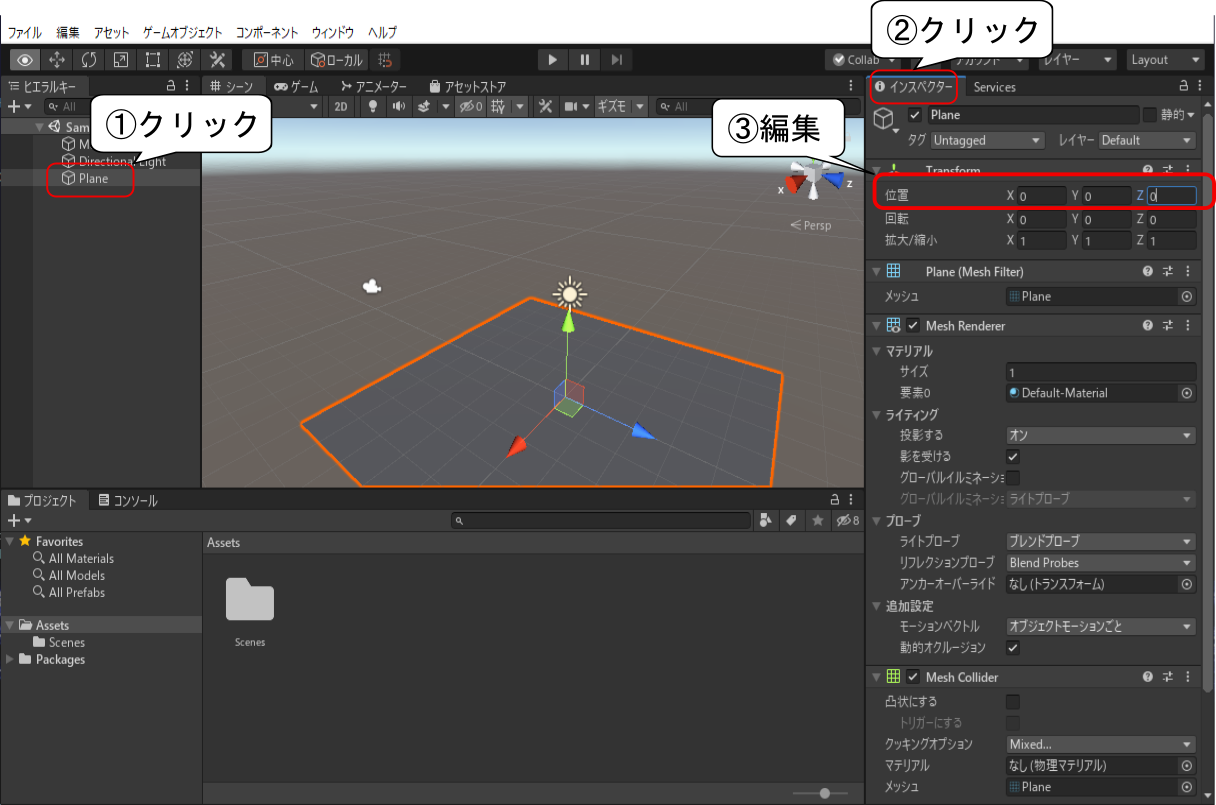 ファイル 編集 アセット ゲームオブジェクト コンポーネント ウィンドウ ヘルプ
②クリック
中心 ローカル
Collab レイヤー Layout
ヒエラルキー
シーン ゲーム アニメーター アセットストア
インスペクター Services
All
2D 0 ギズモ All
①クリック
③編集
Plane 静的
タグ Untagged レイヤー Default
Directional Light
Plane
x z
Persp
Transform
位置 X 0 Y 0 Z 0
回転 X 0 Y 0 Z 0
拡大/縮小 X 1 Y 1 Z 1
Plane (Mesh Filter)
メッシュ Plane
Mesh Renderer
マテリアル
サイズ 1
要素0 Default-Material
ライティング
投影する オン
影を受ける
グローバルイルミネーショ
グローバルイルミネーショ ライトプローブ
プローブ
ライトプローブ ブレンドプローブ
リフレクションプローブ Blend Probes
アンカーオーバーライド なし (トランスフォーム)
追加設定
モーションベクトル オブジェクトモーションごと
動的オクルージョン
Mesh Collider
凸状にする
トリガーにする
クッキングオプション Mixed...
マテリアル なし (物理マテリアル)
メッシュ Plane
プロジェクト コンソール
8
Favorites
All Materials
All Models
All Prefabs
Assets
Scenes
Packages
Assets
Scenes